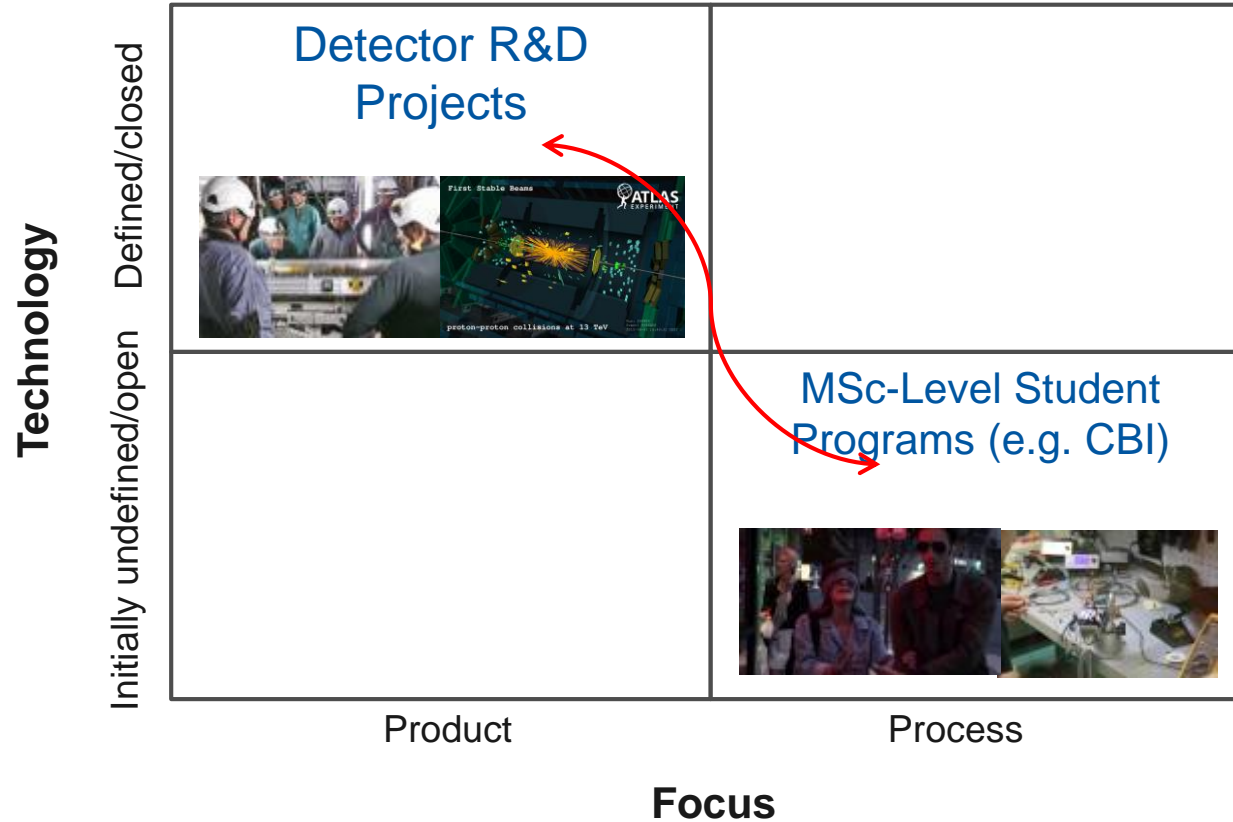 Detector R&D
Projects
First Stable Beams
ATLAS
EXPERIMENT
proton-proton collisions at 13 TeV
MSc-Level Student
Programs (e.g. CBI)
Technology
Defined/closed
Initially undefined/open
Product
Process
Focus